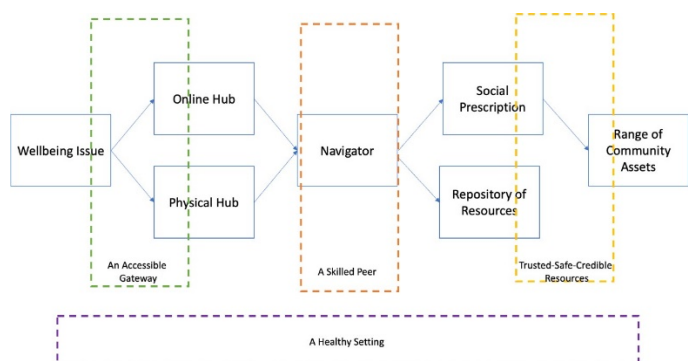 Online Hub
Social
Prescription
Wellbeing Issue
Navigator
Range of
Community
Assets
Physical Hub
Repository of
Resources
An Accessible
Gateway
A Skilled Peer
Trusted-Safe-Credible
Resources
A Healthy Setting